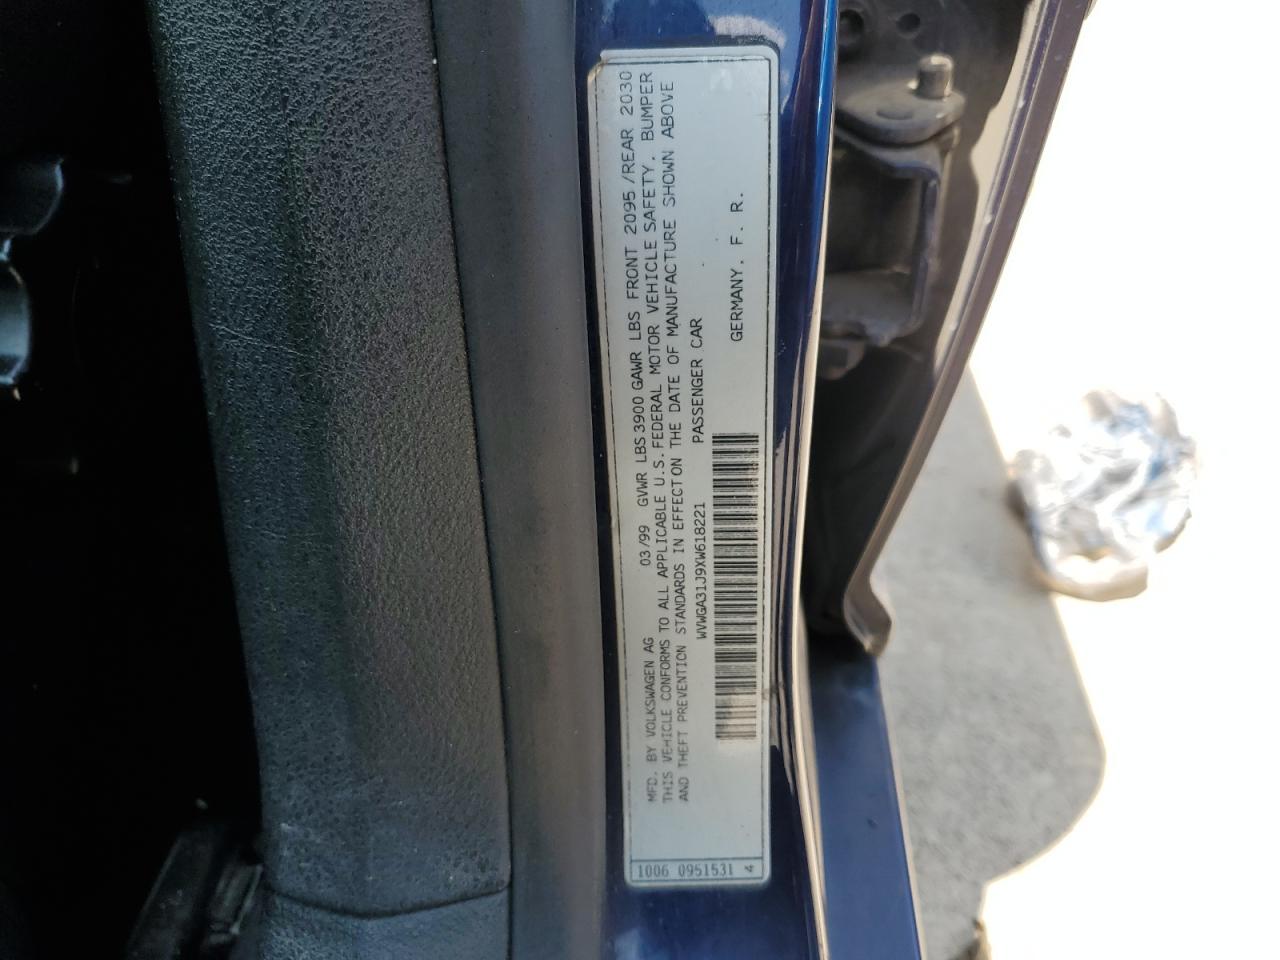 MFD. BY VOLKSWAGEN AG 03/99 GVWR LBS 3900 GAWR LBS FRONT 2095/REAR 2030
THIS VEHICLE CONFORMS TO ALL APPLICABLE U.S. FEDERAL MOTOR VEHICLE SAFETY, BUMPER
AND THEFT PREVENTION STANDARDS IN EFFECT ON THE DATE OF MANUFACTURE SHOWN ABOVE
WVWGA31J9XW618221 PASSENGER CAR
GERMANY. F. R.
1006 0951531 4